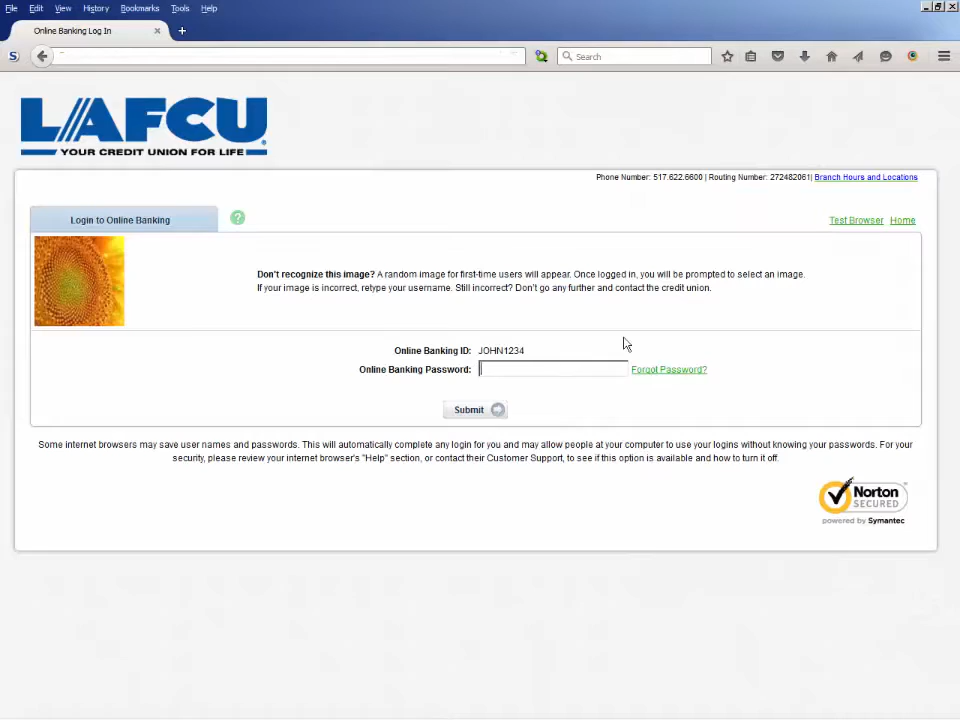 File Edit View History Bookmarks Tools Help
Online Banking Log In
S Search
LAFCU
YOUR CREDIT UNION FOR LIFE
Phone Number: 517.622.6600 | Routing Number: 272482061| Branch Hours and Locations
Login to Online Banking ? Test Browser Home
Don't recognize this image? A random image for first-time users will appear. Once logged in, you will be prompted to select an image.
If your image is incorrect, retype your username. Still incorrect? Don't go any further and contact the credit union.
Online Banking ID: JOHN1234
Online Banking Password: Forgot Password?
Submit
Some internet browsers may save user names and passwords. This will automatically complete any login for you and may allow people at your computer to use your logins without knowing your passwords. For your
security, please review your internet browser's "Help" section, or contact their Customer Support, to see if this option is available and how to turn it off.
Norton
SECURED
powered by Symantec